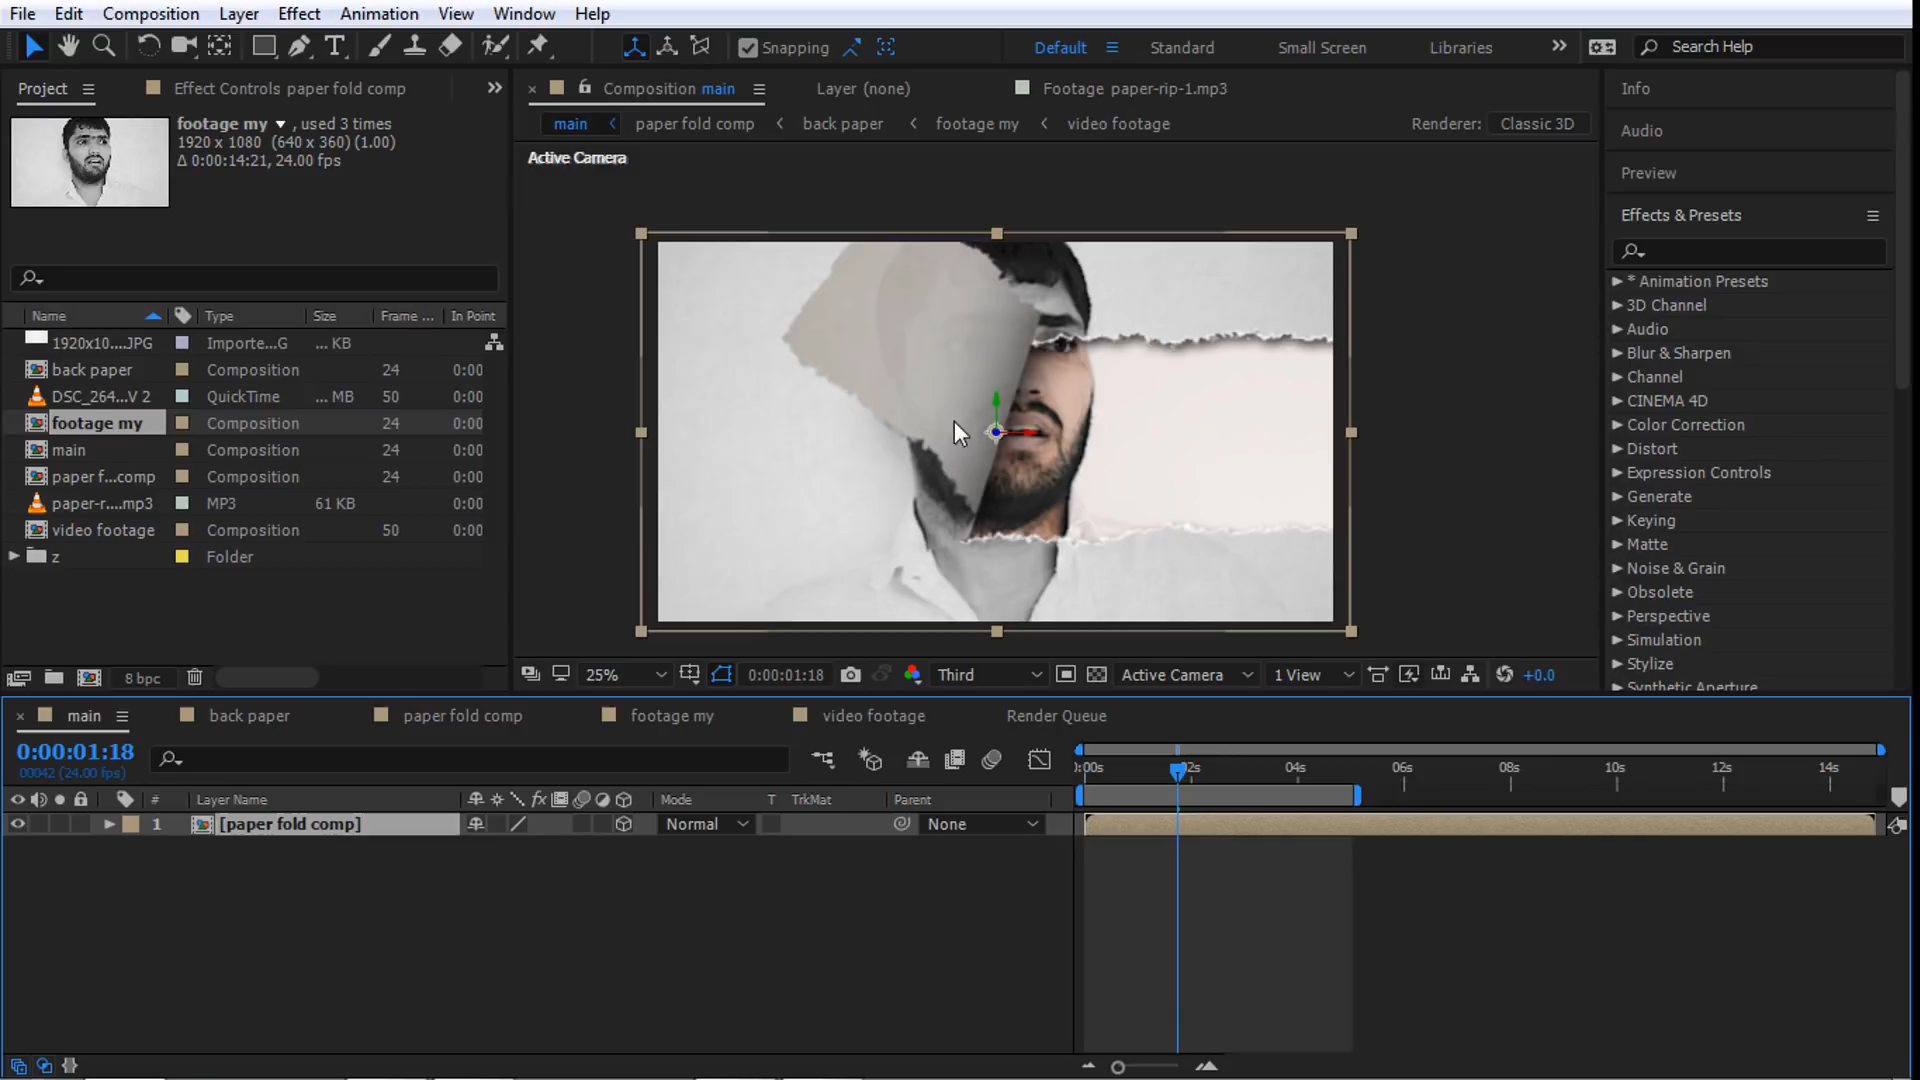 File Edit Composition Layer Effect Animation View Window Help
Snapping Default Standard Small Screen Libraries Search Help
Project Effect Controls paper fold comp
Composition main Layer (none) Footage paper-rip-1.mp3
Info
footage my , used 3 times
1920 x 1080 (640 x 360) (1.00)
Δ 0:00:14:21, 24.00 fps
main paper fold comp back paper footage my video footage Renderer: Classic 3D
Audio
Active Camera
Preview
Effects & Presets
Name Type Size Frame ... In Point
1920x10....JPG Importe...G ... KB
back paper Composition 24 0:00
DSC_264...V 2 QuickTime ... MB 50 0:00
footage my Composition 24 0:00
main Composition 24 0:00
paper f...comp Composition 24 0:00
paper-r....mp3 MP3 61 KB 0:00
video footage Composition 50 0:00
z Folder
* Animation Presets
3D Channel
Audio
Blur & Sharpen
Channel
CINEMA 4D
Color Correction
Distort
Expression Controls
Generate
Keying
Matte
Noise & Grain
Obsolete
Perspective
Simulation
Stylize
Synthetic Aperture
8 bpc
25% 0:00:01:18 Third Active Camera 1 View +0.0
main back paper paper fold comp footage my video footage Render Queue
0:00:01:18
00042 (24.00 fps)
0:00s 02s 04s 06s 08s 10s 12s 14s
# Layer Name fx Mode T TrkMat Parent
1 [paper fold comp] Normal None